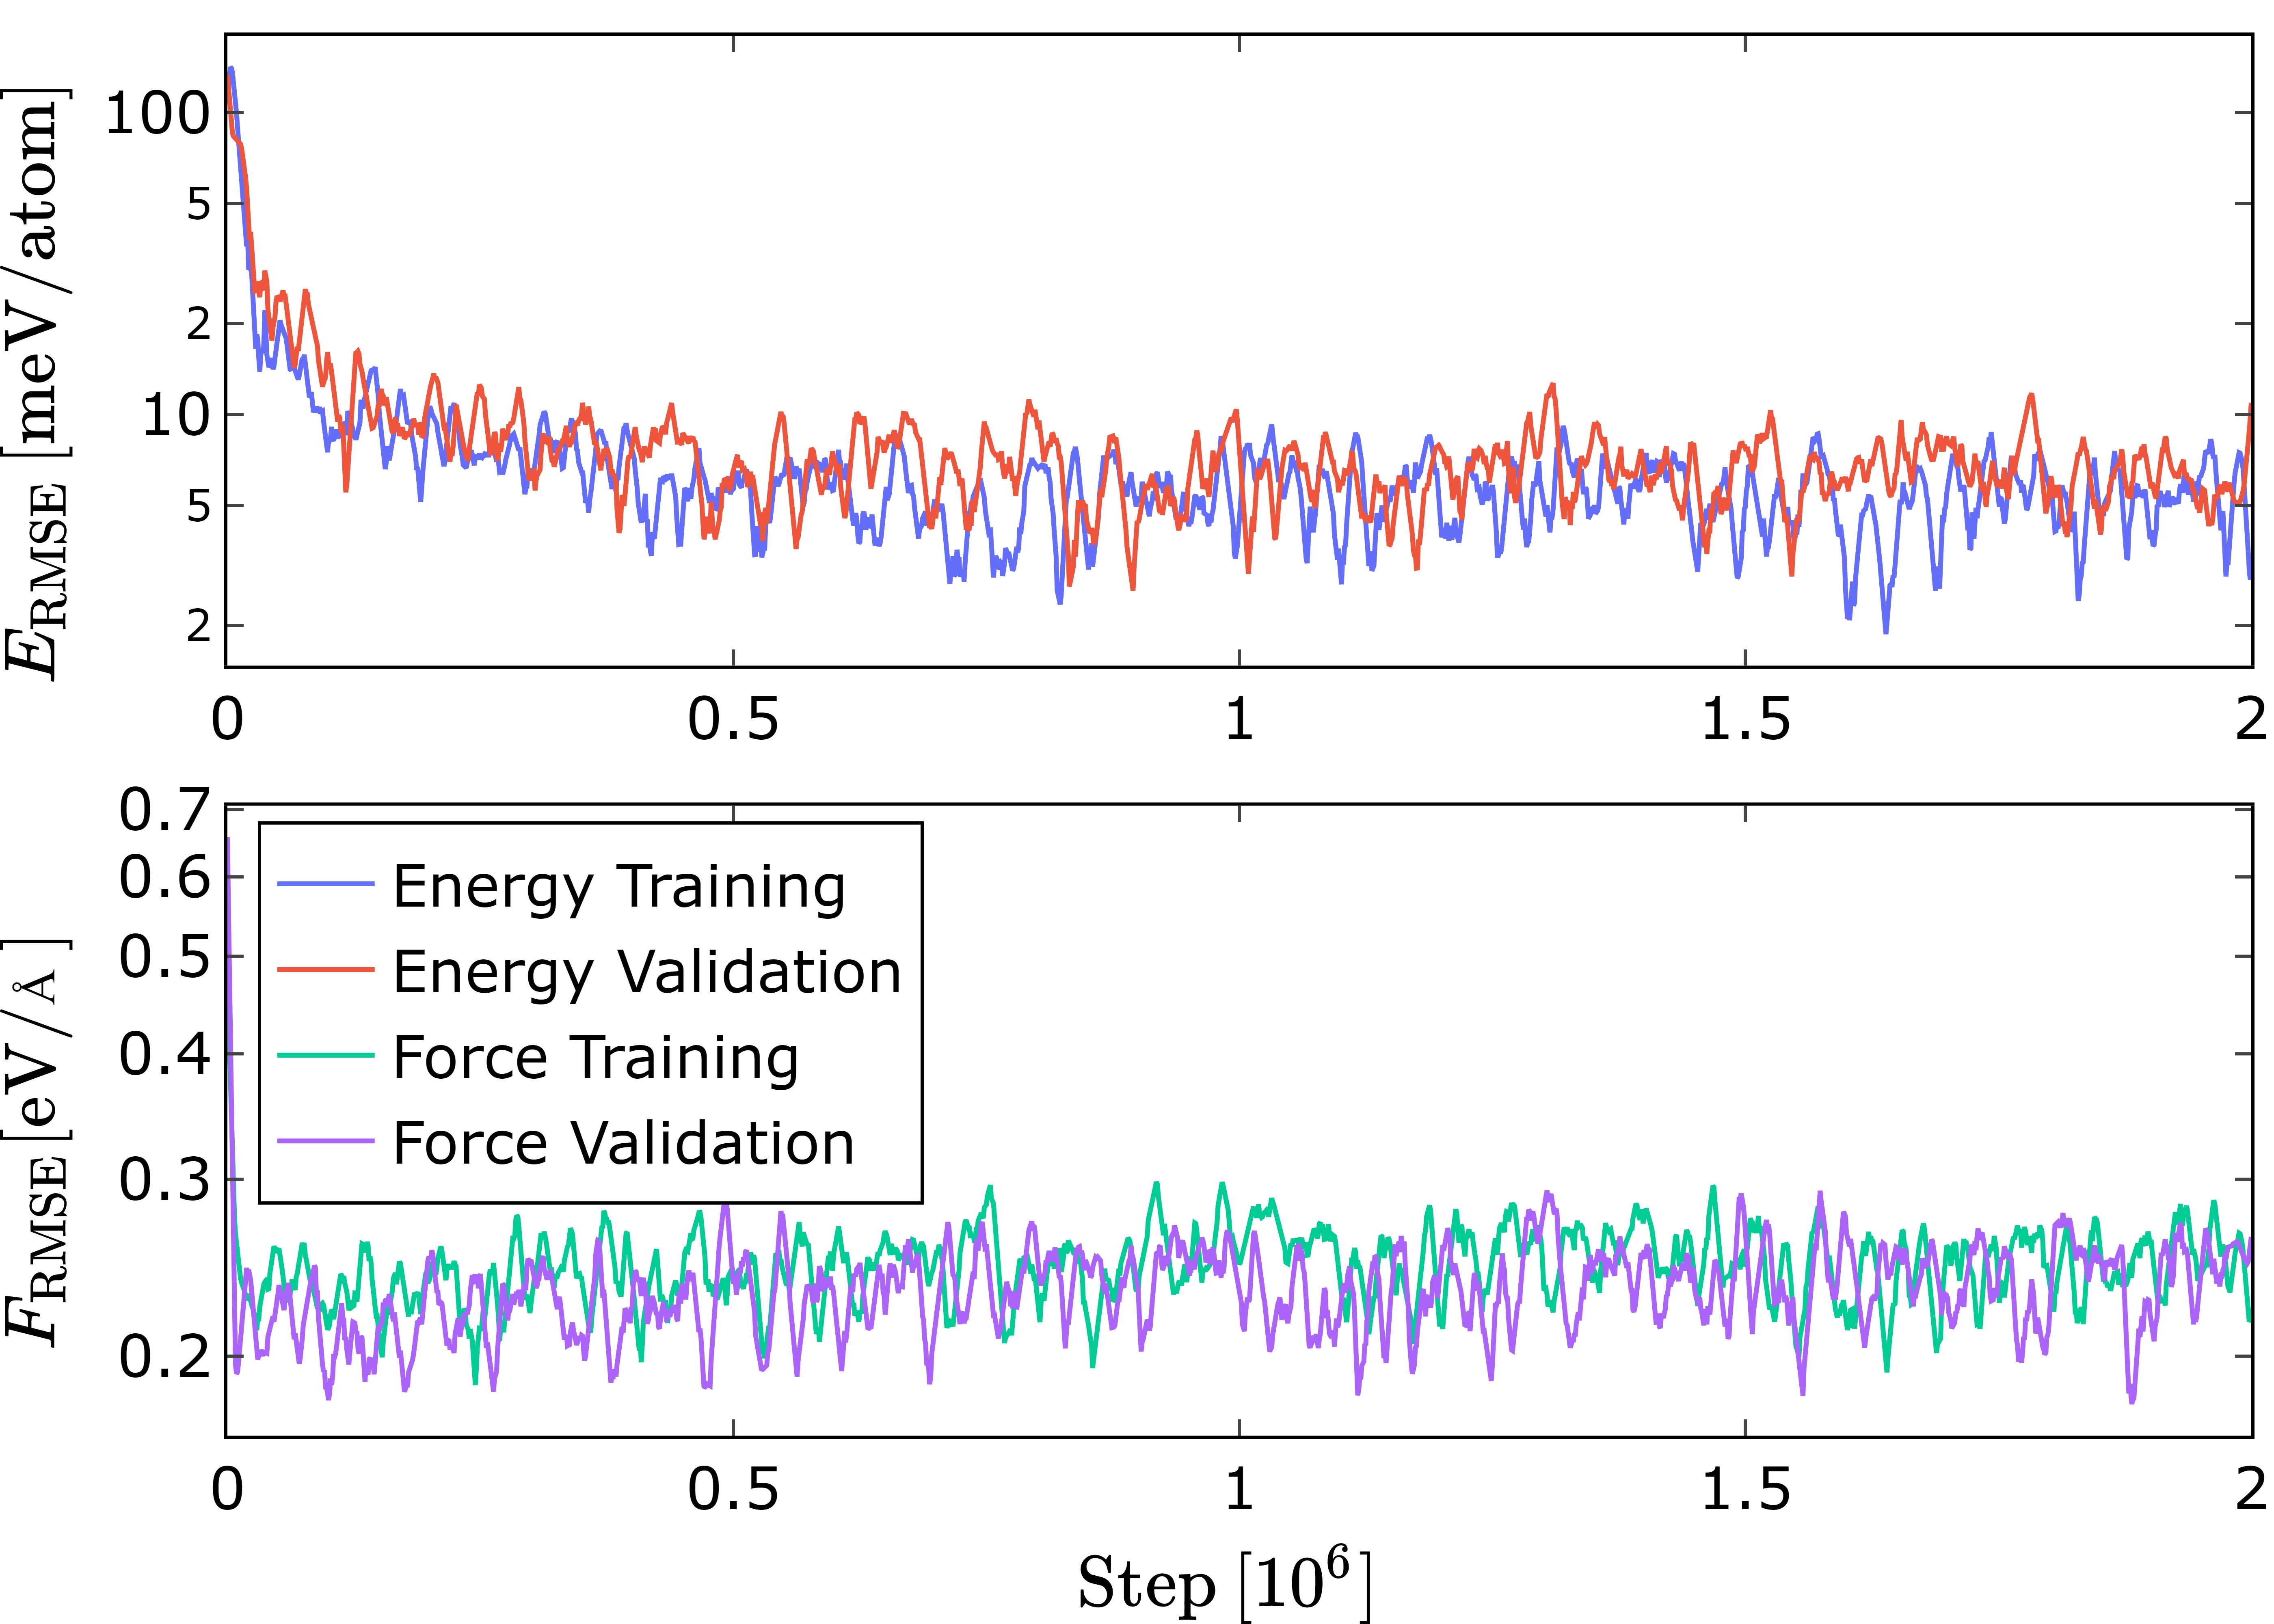 E_RMSE [meV/atom]
100
5
2
10
5
2
0 0.5 1 1.5 2
F_RMSE [eV/Å]
0.7
0.6
0.5
0.4
0.3
0.2
Energy Training
Energy Validation
Force Training
Force Validation
0 0.5 1 1.5 2
Step [10⁶]